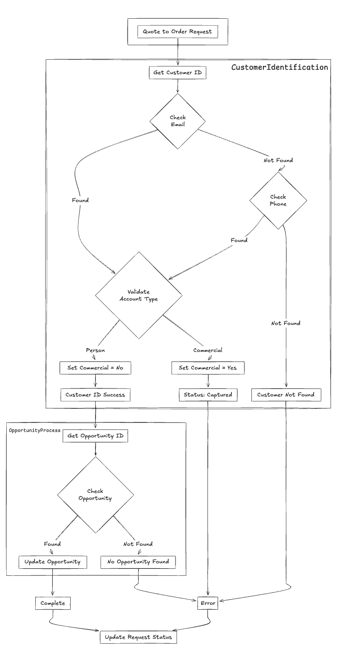 Quote to Order Request
CustomerIdentification
Get Customer ID
Check
Email
Not Found
Check
Phone
Found
Found
Validate
Account Type
Not Found
Person
Commercial
Set Commercial = No
Set Commercial = Yes
Customer ID Success
Status: Captured
Customer Not Found
OpportunityProcess
Get Opportunity ID
Check
Opportunity
Found
Not Found
Update Opportunity
No Opportunity Found
Complete
Error
Update Request Status